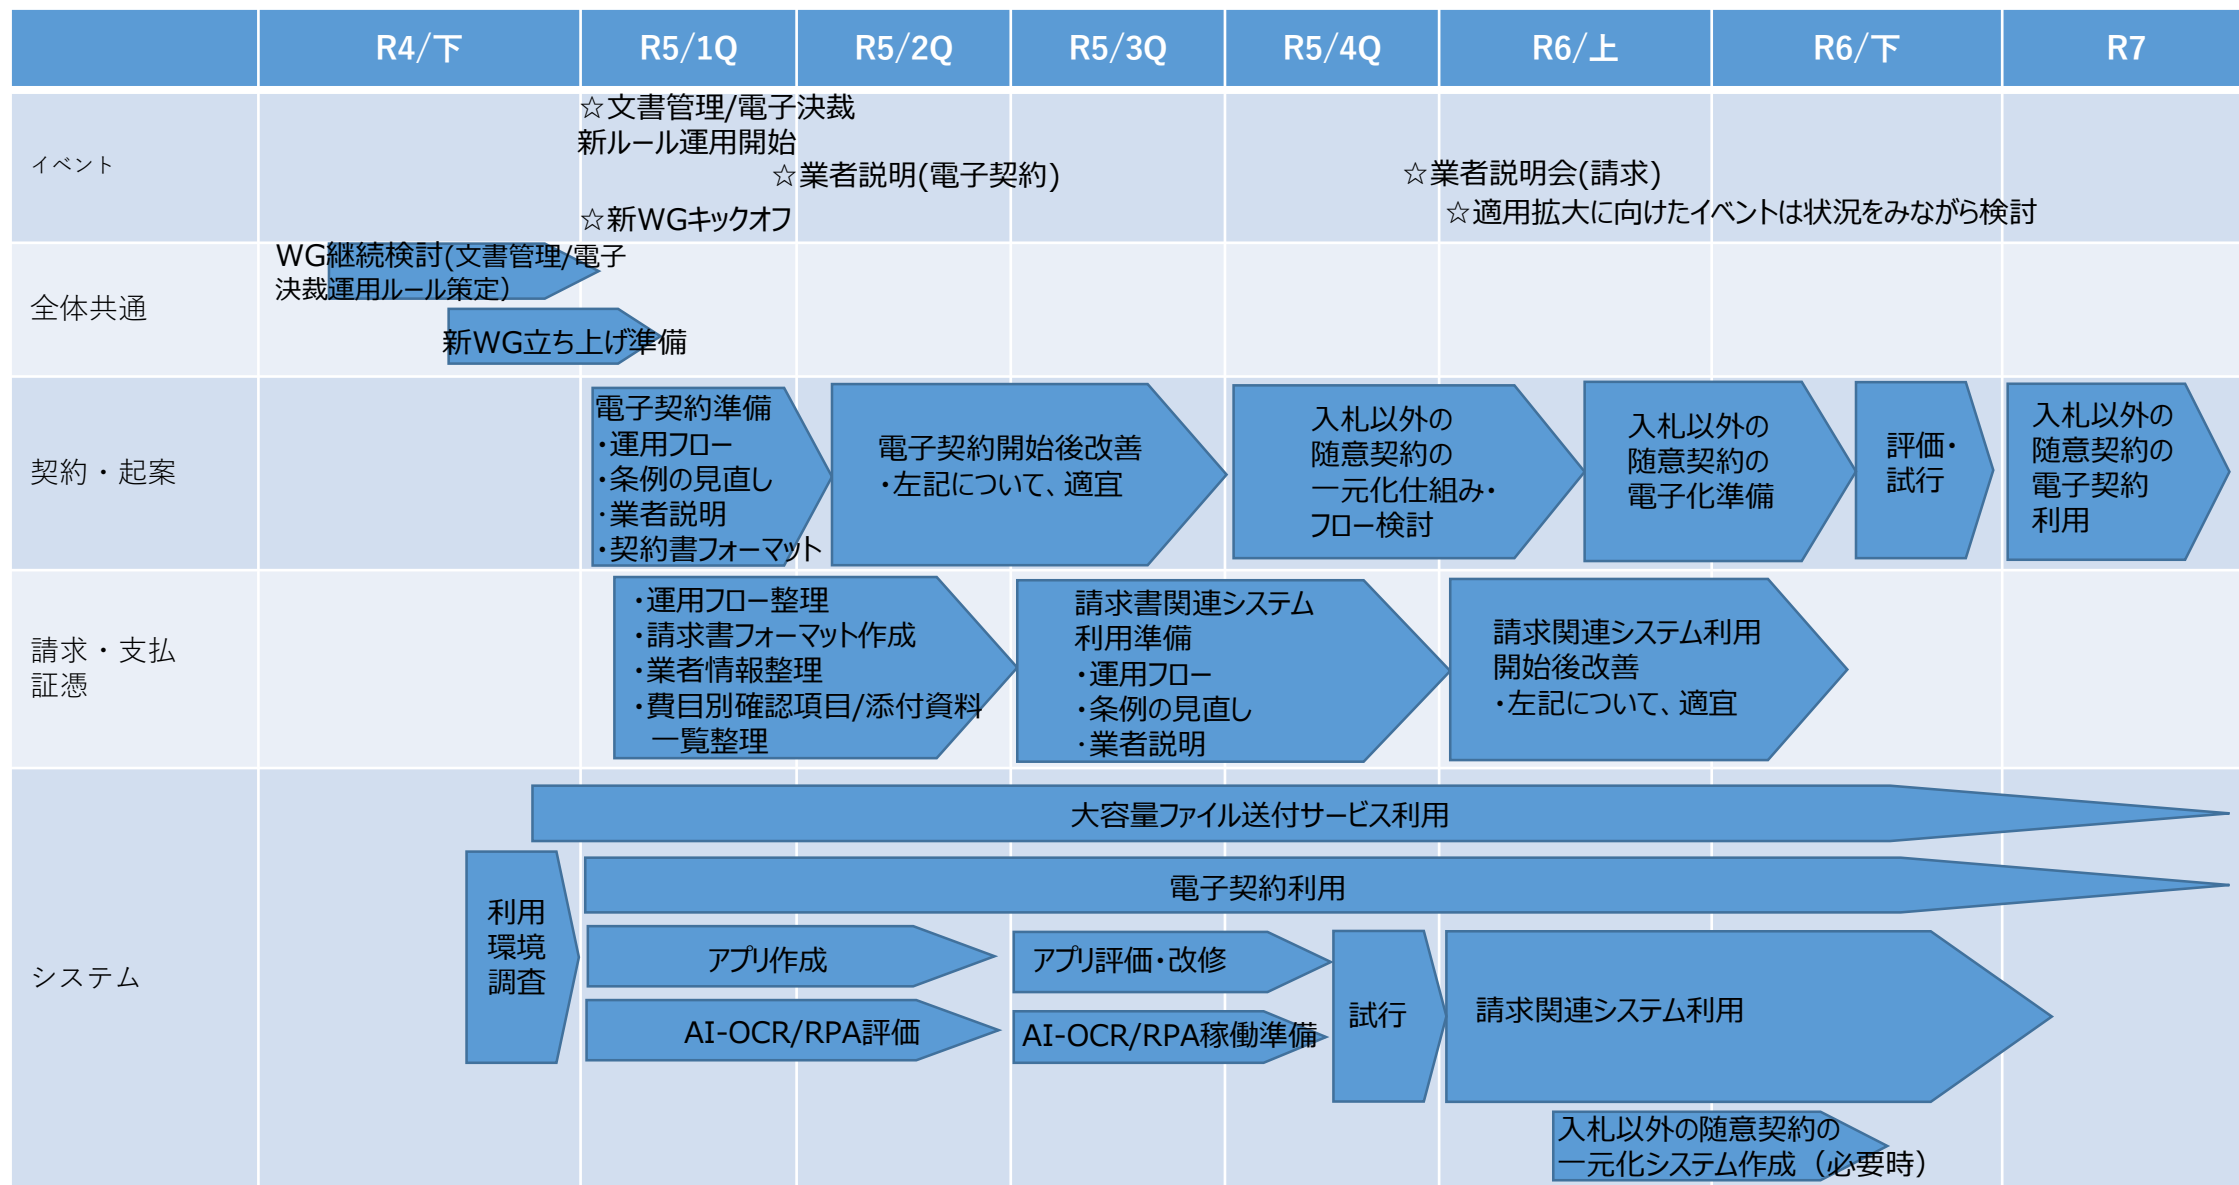 R4/下
R5/1Q
R5/2Q
R5/3Q
R5/4Q
R6/上
R6/下
R7
イベント
☆文書管理/電子決裁
新ルール運用開始
☆業者説明(電子契約)
☆新WGキックオフ
☆業者説明会(請求)
☆適用拡大に向けたイベントは状況をみながら検討
全体共通
WG継続検討(文書管理/電子
決裁運用ルール策定)
新WG立ち上げ準備
契約・起案
電子契約準備
・運用フロー
・条例の見直し
・業者説明
・契約書フォーマット
電子契約開始後改善
・左記について、適宜
入札以外の
随意契約の
一元化仕組み・
フロー検討
入札以外の
随意契約の
電子化準備
評価・
試行
入札以外の
随意契約の
電子契約
利用
請求・支払
証憑
・運用フロー整理
・請求書フォーマット作成
・業者情報整理
・費目別確認項目/添付資料
一覧整理
請求書関連システム
利用準備
・運用フロー
・条例の見直し
・業者説明
請求関連システム利用
開始後改善
・左記について、適宜
システム
大容量ファイル送付サービス利用
利用
環境
調査
電子契約利用
アプリ作成
アプリ評価・改修
AI-OCR/RPA評価
AI-OCR/RPA稼働準備
試行
請求関連システム利用
入札以外の随意契約の
一元化システム作成（必要時）